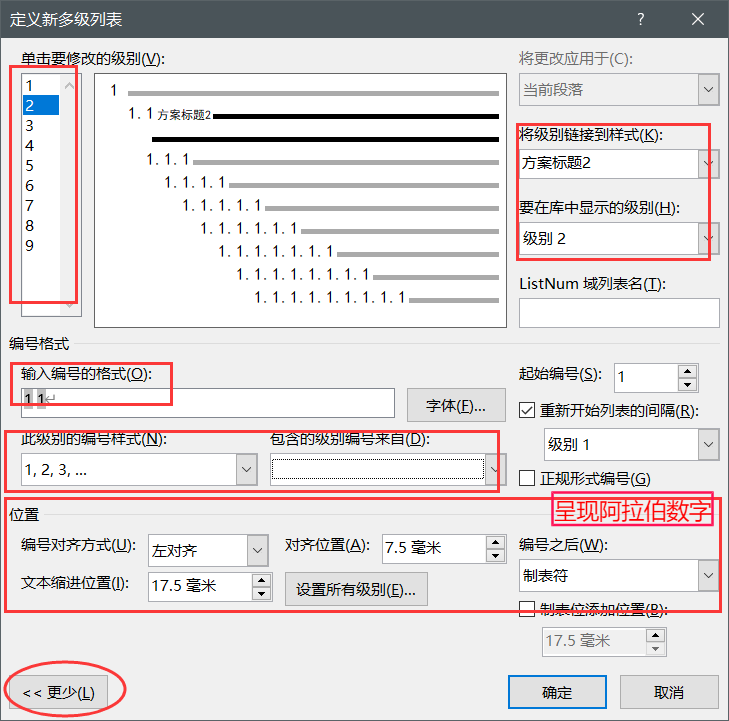 定义新多级列表 ?
单击要修改的级别(V):
将更改应用于(C):
1
2
3
4
5
6
7
8
9
1
1.1方案标题2
1.1.1
1.1.1.1
1.1.1.1.1
1.1.1.1.1.1
1.1.1.1.1.1.1
1.1.1.1.1.1.1.1
1.1.1.1.1.1.1.1.1
当前段落
将级别链接到样式(K):
方案标题2
要在库中显示的级别(H):
级别 2
ListNum 域列表名(T):
编号格式
输入编号的格式(O):
1.1
字体(F)...
起始编号(S): 1
重新开始列表的间隔(R):
级别 1
此级别的编号样式(N): 包含的级别编号来自(D):
1, 2, 3, ...
正规形式编号(G)
呈现阿拉伯数字
位置
编号对齐方式(U): 左对齐 对齐位置(A): 7.5 毫米
编号之后(W):
制表符
文本缩进位置(I): 17.5 毫米 设置所有级别(E)...
制表位添加位置(B):
17.5 毫米
<< 更少(L) 确定 取消